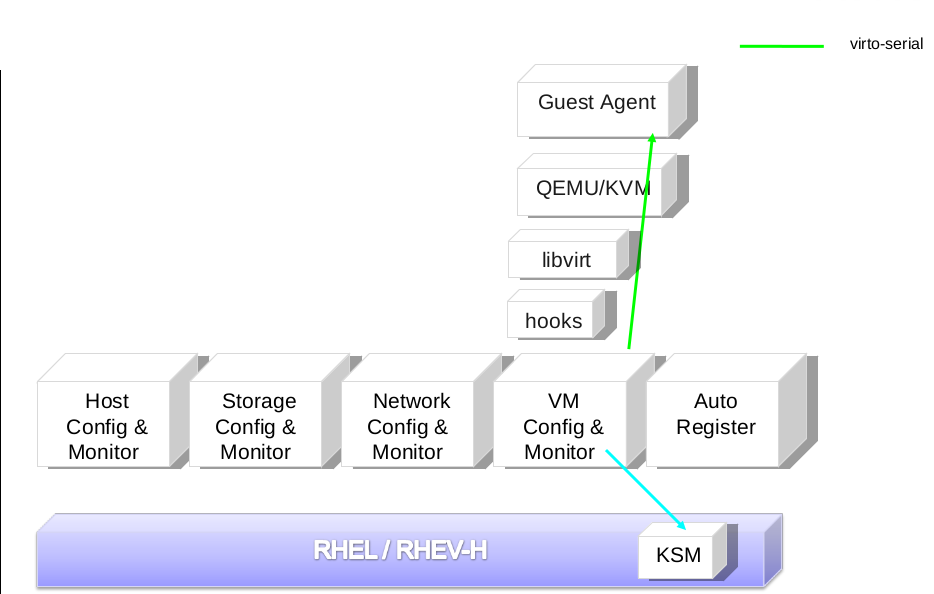 virto-serial
Guest Agent
QEMU/KVM
libvirt
hooks
Host
Config &
Monitor
Storage
Config &
Monitor
Network
Config &
Monitor
VM
Config &
Monitor
Auto
Register
RHEL / RHEV-H
KSM